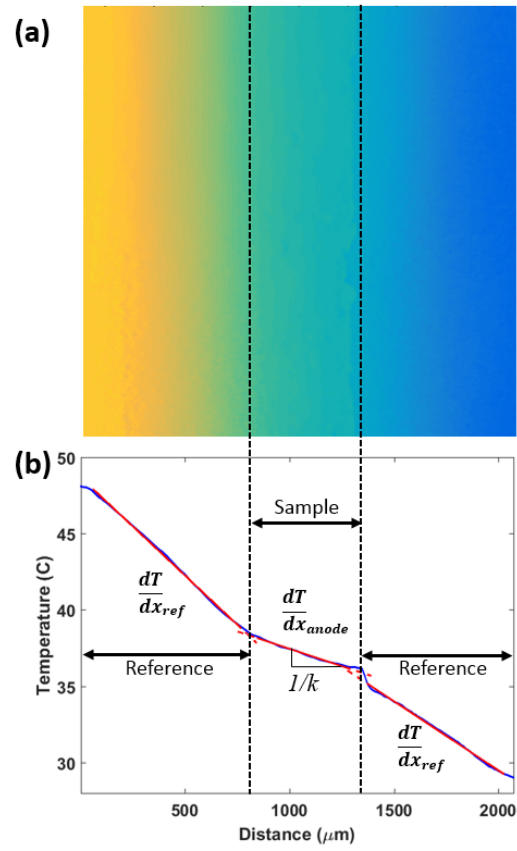 (a)
(b)
50
45
40
35
30
Temperature (C)
Sample
dT
dx_ref
dT
dx_anode
Reference
Reference
1/k
dT
dx_ref
500
1000
1500
2000
Distance (μm)